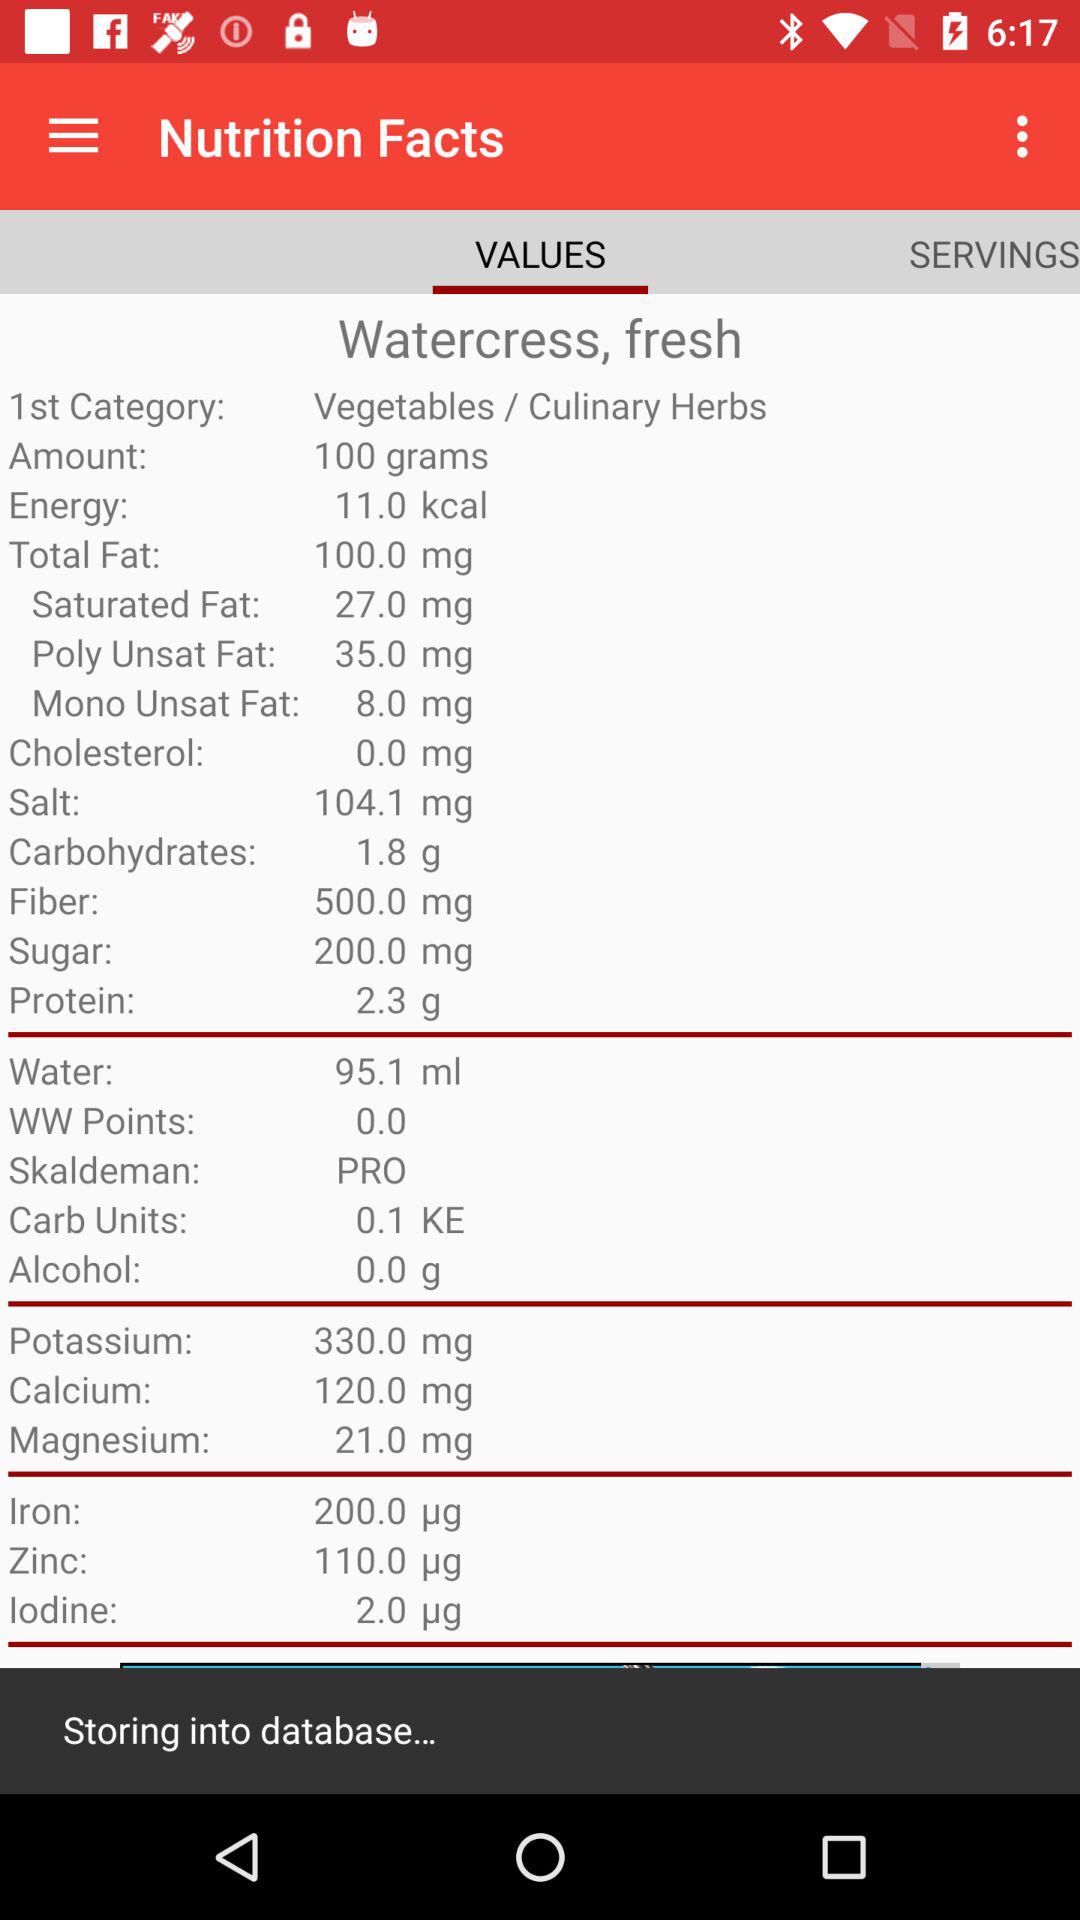 FAKE
6:17
Nutrition Facts
VALUES
SERVINGS
Watercress, fresh
1st Category: Vegetables / Culinary Herbs
Amount: 100 grams
Energy: 11.0 kcal
Total Fat: 100.0 mg
Saturated Fat: 27.0 mg
Poly Unsat Fat: 35.0 mg
Mono Unsat Fat: 8.0 mg
Cholesterol: 0.0 mg
Salt: 104.1 mg
Carbohydrates: 1.8 g
Fiber: 500.0 mg
Sugar: 200.0 mg
Protein: 2.3 g
Water: 95.1 ml
WW Points: 0.0
Skaldeman: PRO
Carb Units: 0.1 KE
Alcohol: 0.0 g
Potassium: 330.0 mg
Calcium: 120.0 mg
Magnesium: 21.0 mg
Iron: 200.0 µg
Zinc: 110.0 µg
Iodine: 2.0 µg
Storing into database...